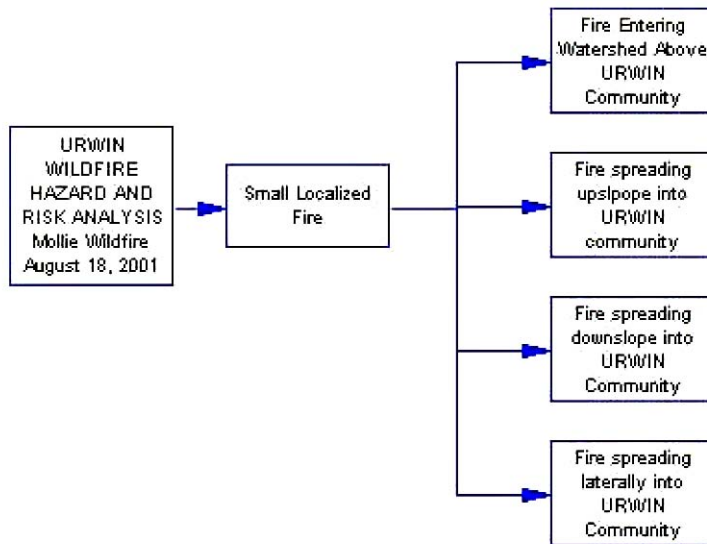 URWIN
WILDFIRE
HAZARD AND
RISK ANALYSIS
Mollie Wildfire
August 18, 2001
Small Localized
Fire
Fire Entering
Watershed Above
URWIN
Community
Fire spreading
upslpope into
URWIN
community
Fire spreading
downslope into
URWIN
Community
Fire spreading
laterally into
URWIN
Community